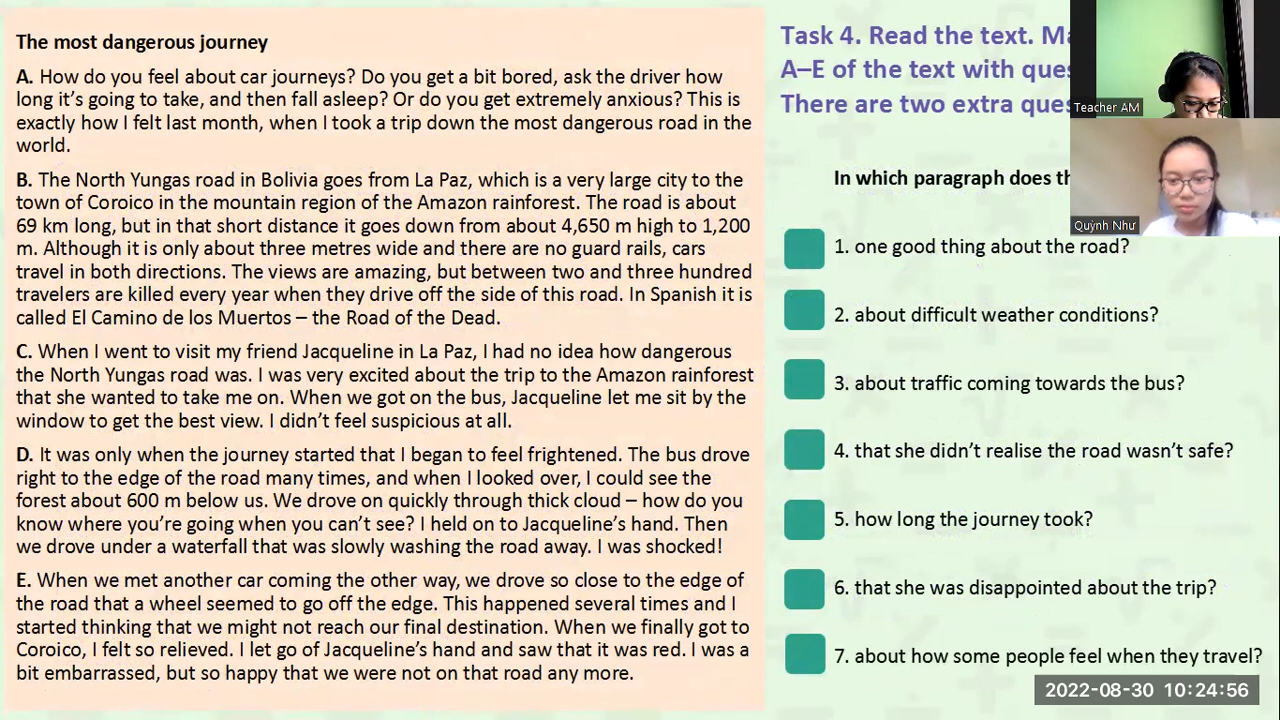 The most dangerous journey
A. How do you feel about car journeys? Do you get a bit bored, ask the driver how
long it's going to take, and then fall asleep? Or do you get extremely anxious? This is
exactly how I felt last month, when I took a trip down the most dangerous road in the
world.
B. The North Yungas road in Bolivia goes from La Paz, which is a very large city to the
town of Coroico in the mountain region of the Amazon rainforest. The road is about
69 km long, but in that short distance it goes down from about 4,650 m high to 1,200
m. Although it is only about three metres wide and there are no guard rails, cars
travel in both directions. The views are amazing, but between two and three hundred
travelers are killed every year when they drive off the side of this road. In Spanish it is
called El Camino de los Muertos – the Road of the Dead.
C. When I went to visit my friend Jacqueline in La Paz, I had no idea how dangerous
the North Yungas road was. I was very excited about the trip to the Amazon rainforest
that she wanted to take me on. When we got on the bus, Jacqueline let me sit by the
window to get the best view. I didn't feel suspicious at all.
D. It was only when the journey started that I began to feel frightened. The bus drove
right to the edge of the road many times, and when I looked over, I could see the
forest about 600 m below us. We drove on quickly through thick cloud – how do you
know where you're going when you can't see? I held on to Jacqueline's hand. Then
we drove under a waterfall that was slowly washing the road away. I was shocked!
E. When we met another car coming the other way, we drove so close to the edge of
the road that a wheel seemed to go off the edge. This happened several times and I
started thinking that we might not reach our final destination. When we finally got to
Coroico, I felt so relieved. I let go of Jacqueline's hand and saw that it was red. I was a
bit embarrassed, but so happy that we were not on that road any more.
Task 4. Read the text.
A–E of the text with
There are two extra
In which paragraph does
1. one good thing about the road?
2. about difficult weather conditions?
3. about traffic coming towards the bus?
4. that she didn't realise the road wasn't safe?
5. how long the journey took?
6. that she was disappointed about the trip?
7. about how some people feel when they travel?
Teacher AM
Quỳnh Như
2022-08-30 10:24:56